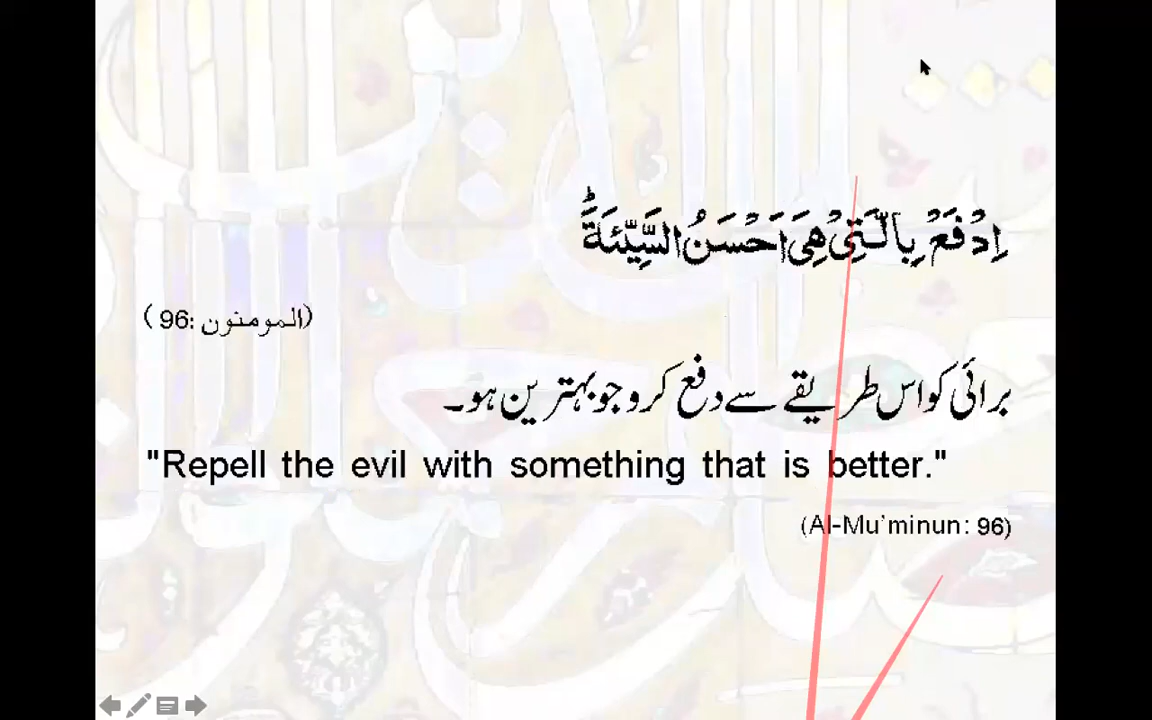 اِدْفَعْ بِالَّتِىْ هِىَ اَحْسَنُ السَّيِّئَةَ ؕ
(المومنون :96)
برائی کو اس طریقے سے دفع کرو جو بہترین ہو۔
"Repell the evil with something that is better."
(Al-Mu'minun: 96)